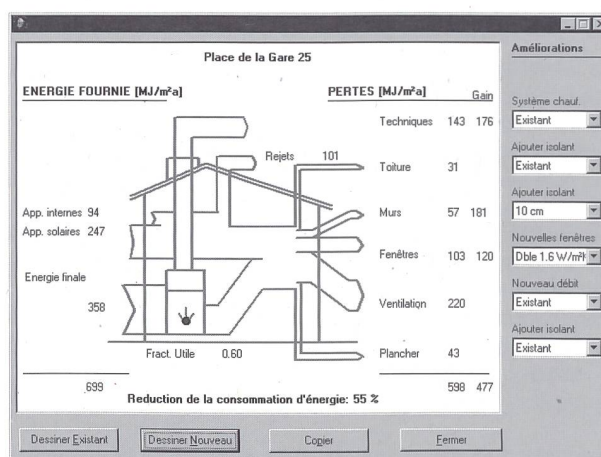 Place de la Gare 25
ENERGIE FOURNIE [MJ/m²a]
PERTES [MJ/m²a] Gain
Techniques 143 176
Rejets 101
Toiture 31
App. internes 94
App. solaires 247
Murs 57 181
Fenêtres 103 120
Energie finale
358
Ventilation 220
Fract. Utile 0.60
Plancher 43
699
598 477
Reduction de la consommation d'énergie: 55 %
Améliorations
Système chauf.
Existant
Ajouter isolant
Existant
Ajouter isolant
10 cm
Nouvelles fenêtres
Dble 1.6 W/m²
Nouveau débit
Existant
Ajouter isolant
Existant
Dessiner Existant
Dessiner Nouveau
Copier
Fermer